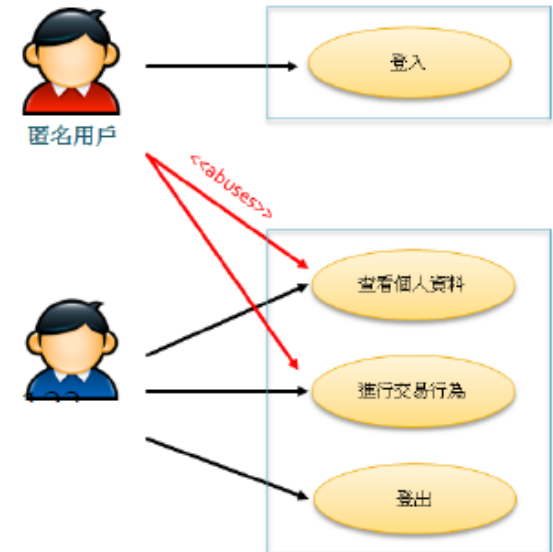 登入
匿名用戶
<<abuses>>
查看個人資料
進行交易行為
登出